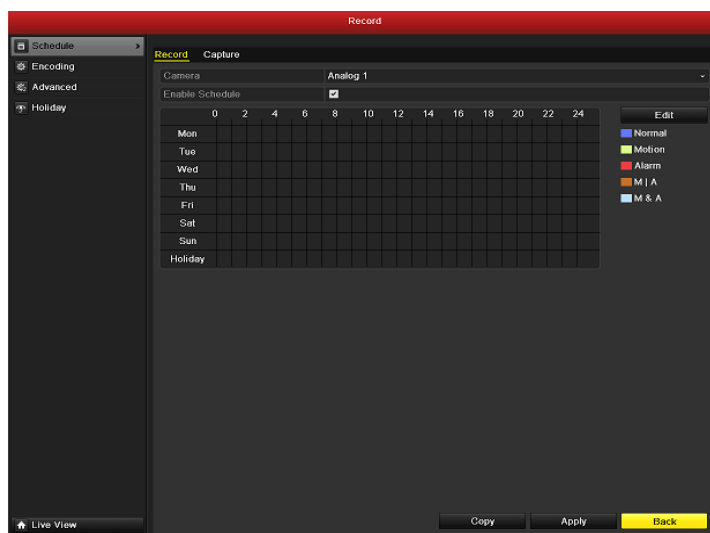 Record
Schedule
Encoding
Advanced
Holiday
Live View
Record Capture
Camera Analog 1
Enable Schedule
0 2 4 6 8 10 12 14 16 18 20 22 24
Mon
Tue
Wed
Thu
Fri
Sat
Sun
Holiday
Edit
Normal
Motion
Alarm
M | A
M & A
Copy Apply Back